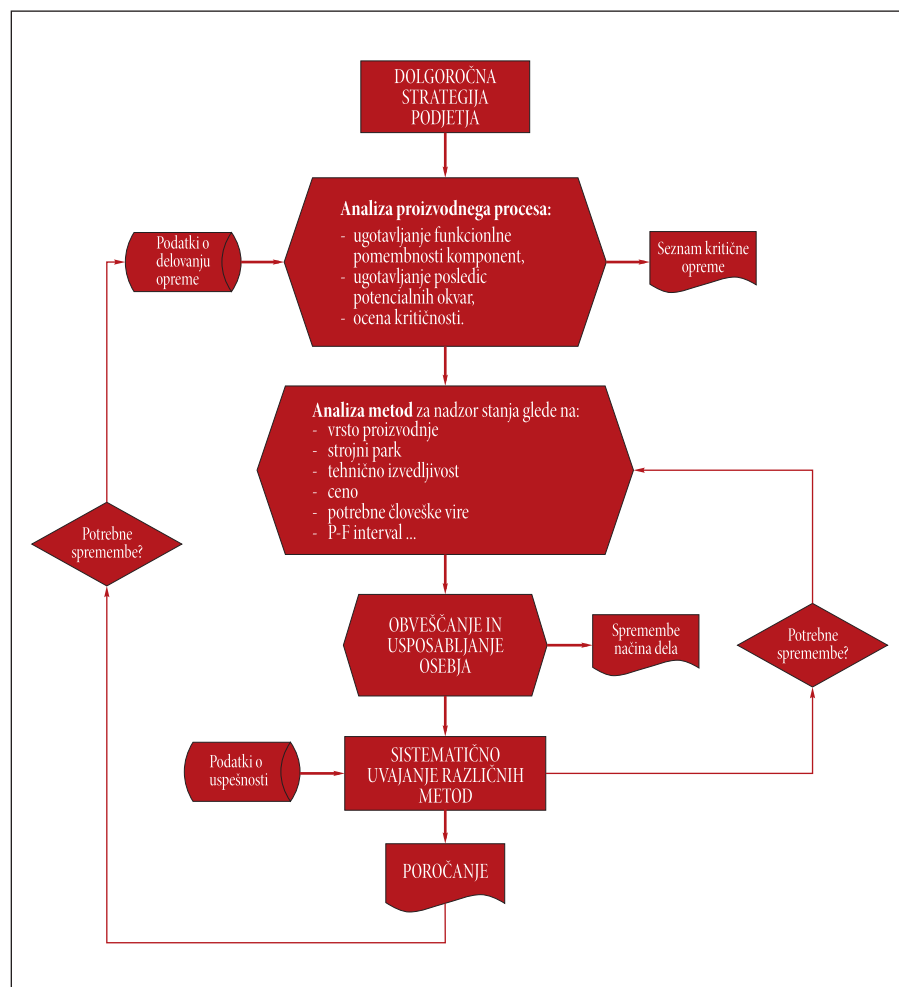 DOLGOROČNA
STRATEGIJA
PODJETJA
Analiza proizvodnega procesa:
- ugotavljanje funkcionlne
pomembnosti komponent,
- ugotavljanje posledic
potencialnih okvar,
- ocena kritičnosti.
Podatki o
delovanju
opreme
Seznam kritične
opreme
Analiza metod za nadzor stanja glede na:
- vrsto proizvodnje
- strojni park
- tehnično izvedljivost
- ceno
- potrebne človeške vire
- P-F interval ...
Potrebne
spremembe?
OBVEŠČANJE IN
USPOSABLJANJE
OSEBJA
Spremembe
načina dela
Potrebne
spremembe?
Podatki o
uspešnosti
SISTEMATIČNO
UVAJANJE RAZLIČNIH
METOD
POROČANJE